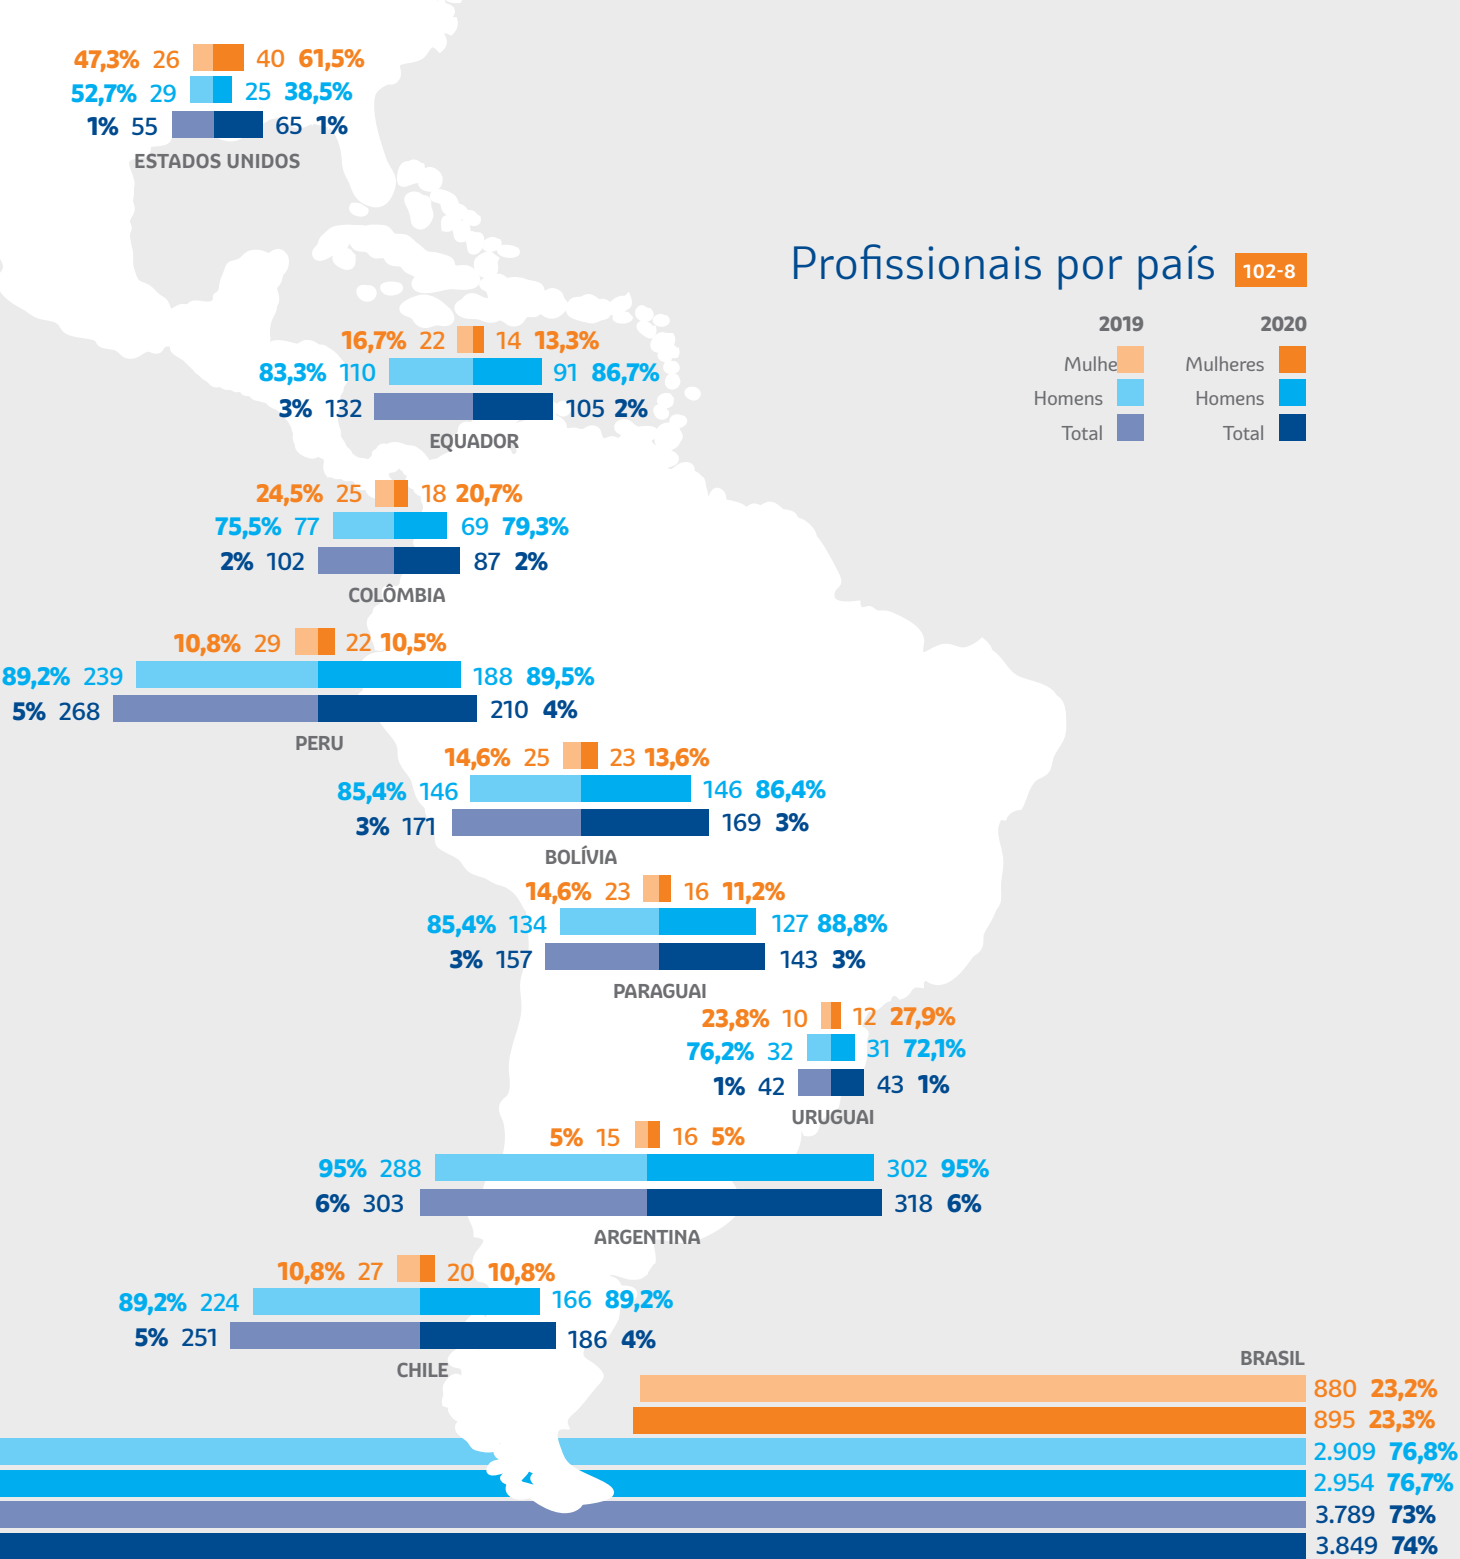 47,3% 26 40 61,5%
52,7% 29 25 38,5%
1% 55 65 1%
ESTADOS UNIDOS
Profissionais por país 102-8
2019 2020
Mulhe Mulheres
Homens Homens
Total Total
16,7% 22 14 13,3%
83,3% 110 91 86,7%
3% 132 105 2%
EQUADOR
24,5% 25 18 20,7%
75,5% 77 69 79,3%
2% 102 87 2%
COLÔMBIA
10,8% 29 22 10,5%
89,2% 239 188 89,5%
5% 268 210 4%
PERU
14,6% 25 23 13,6%
85,4% 146 146 86,4%
3% 171 169 3%
BOLÍVIA
14,6% 23 16 11,2%
85,4% 134 127 88,8%
3% 157 143 3%
PARAGUAI
23,8% 10 12 27,9%
76,2% 32 31 72,1%
1% 42 43 1%
URUGUAI
5% 15 16 5%
95% 288 302 95%
6% 303 318 6%
ARGENTINA
10,8% 27 20 10,8%
89,2% 224 166 89,2%
5% 251 186 4%
CHILE
BRASIL
880 23,2%
895 23,3%
2.909 76,8%
2.954 76,7%
3.789 73%
3.849 74%